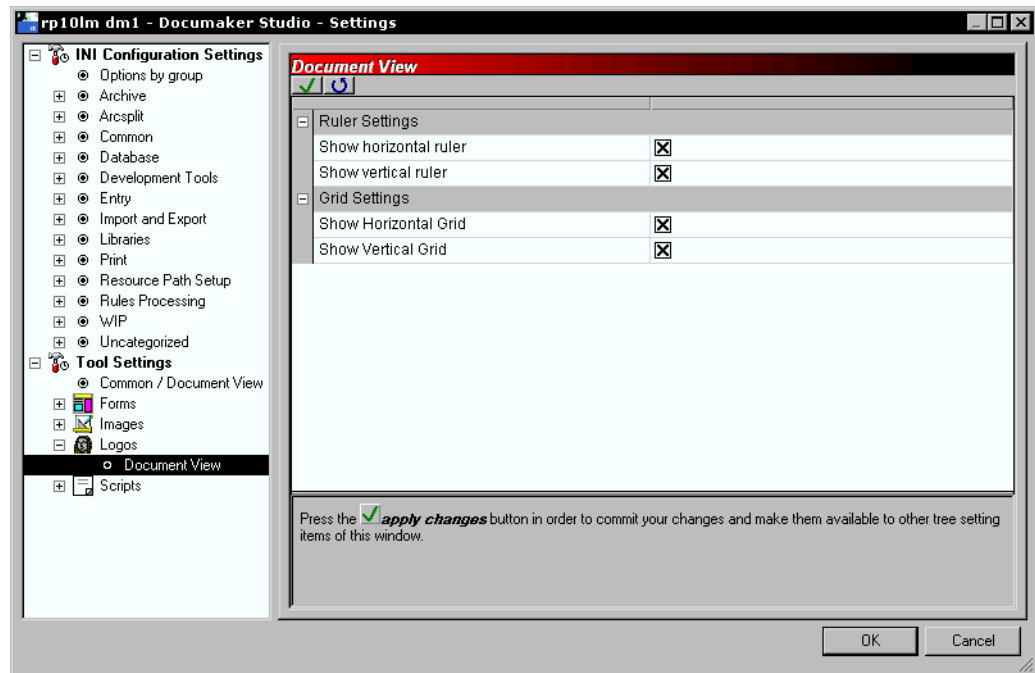 rp10lm dm1 - Documaker Studio - Settings
INI Configuration Settings
Options by group
Archive
Arcsplit
Common
Database
Development Tools
Entry
Import and Export
Libraries
Print
Resource Path Setup
Rules Processing
WIP
Uncategorized
Tool Settings
Common / Document View
Forms
Images
Logos
Document View
Scripts
Document View
Ruler Settings
Show horizontal ruler
Show vertical ruler
Grid Settings
Show Horizontal Grid
Show Vertical Grid
Press the apply changes button in order to commit your changes and make them available to other tree setting
items of this window.
OK
Cancel